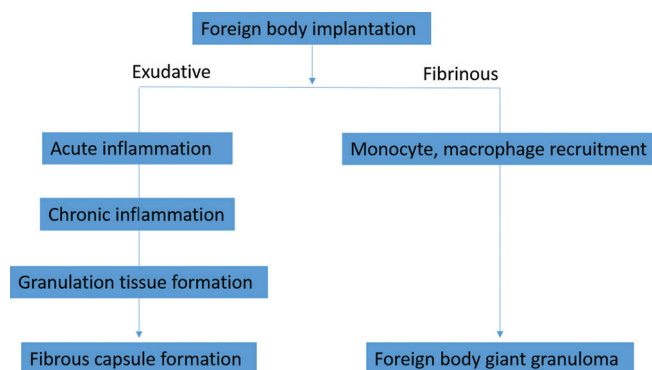 Foreign body implantation
Exudative
Fibrinous
Acute inflammation
Monocyte, macrophage recruitment
Chronic inflammation
Granulation tissue formation
Fibrous capsule formation
Foreign body giant granuloma